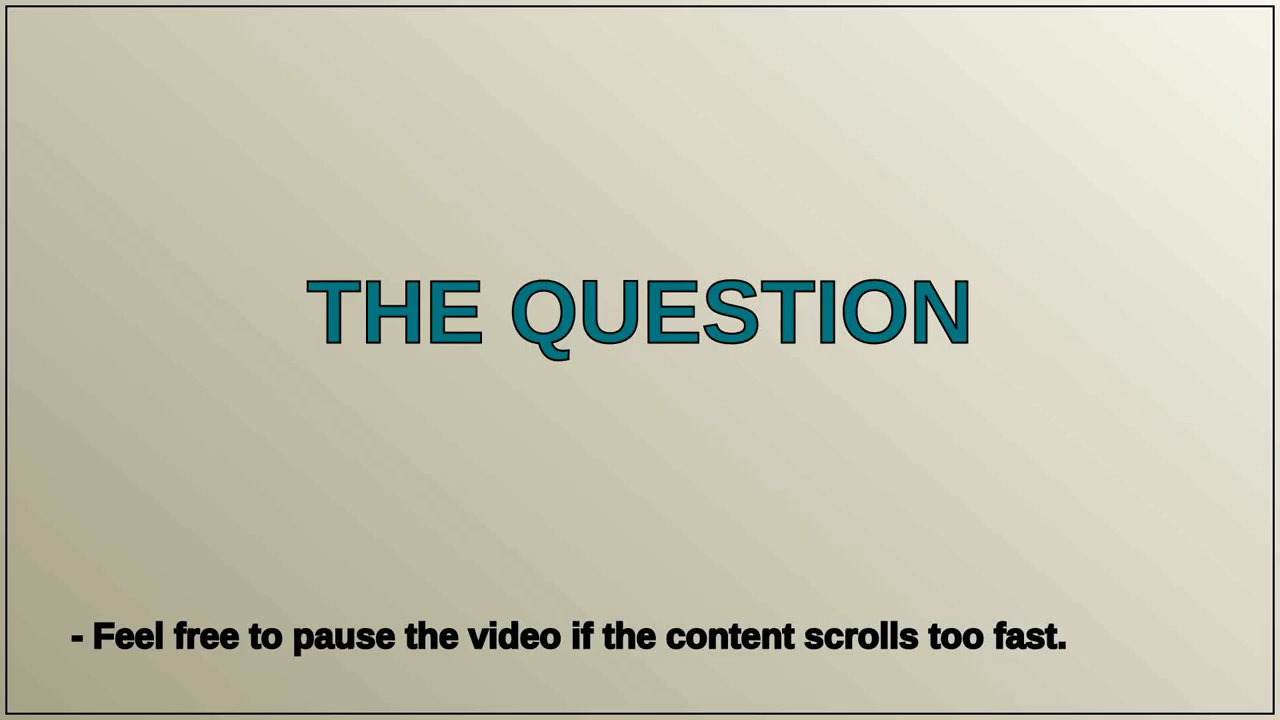 THE QUESTION
- Feel free to pause the video if the content scrolls too fast.